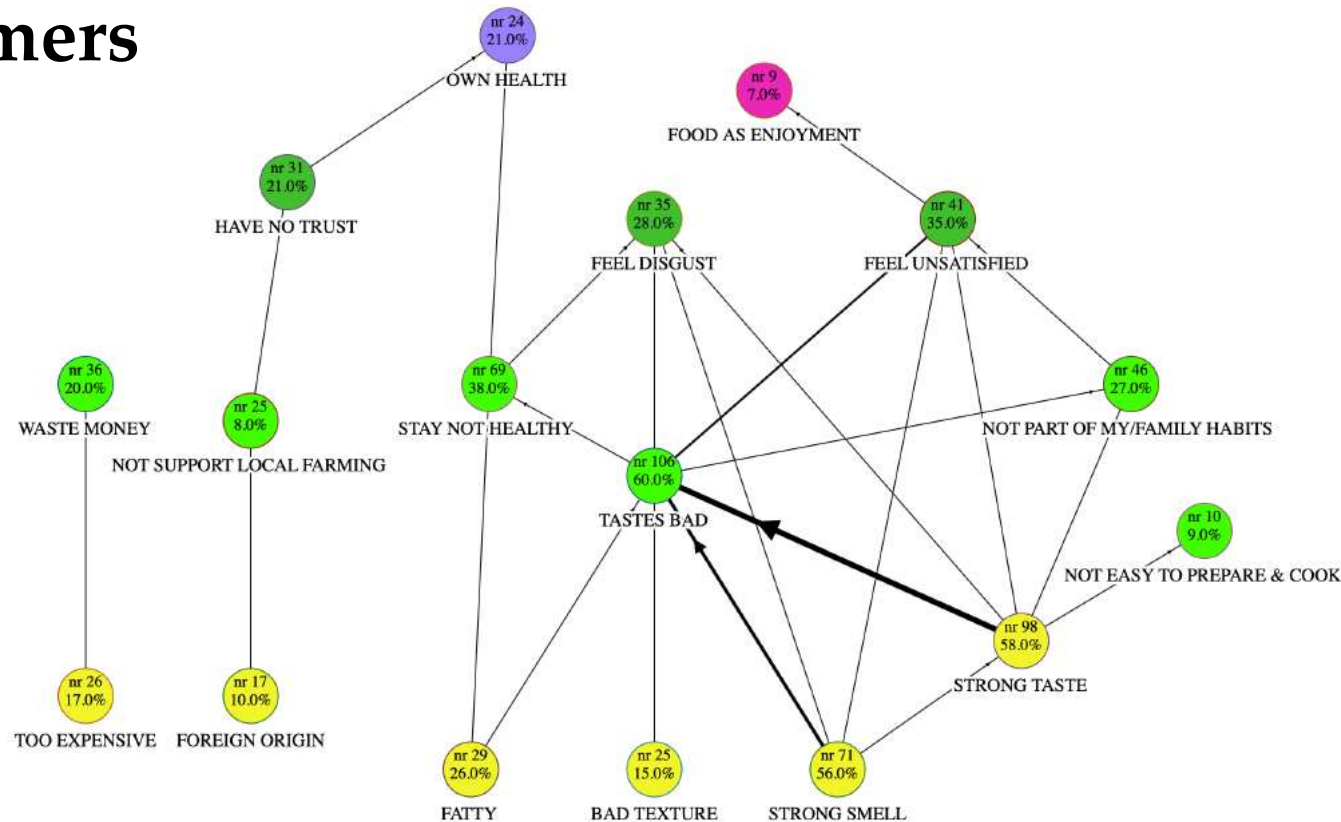 mers
nr 24
21.0%
OWN HEALTH
nr 9
7.0%
FOOD AS ENJOYMENT
nr 31
21.0%
HAVE NO TRUST
nr 35
28.0%
FEEL DISGUST
nr 41
35.0%
FEEL UNSATISFIED
nr 36
20.0%
WASTE MONEY
nr 25
8.0%
NOT SUPPORT LOCAL FARMING
nr 69
38.0%
STAY NOT HEALTHY
nr 46
27.0%
NOT PART OF MY/FAMILY HABITS
nr 106
60.0%
TASTES BAD
nr 10
9.0%
NOT EASY TO PREPARE & COOK
nr 98
58.0%
STRONG TASTE
nr 26
17.0%
TOO EXPENSIVE
nr 17
10.0%
FOREIGN ORIGIN
nr 29
26.0%
FATTY
nr 25
15.0%
BAD TEXTURE
nr 71
56.0%
STRONG SMELL